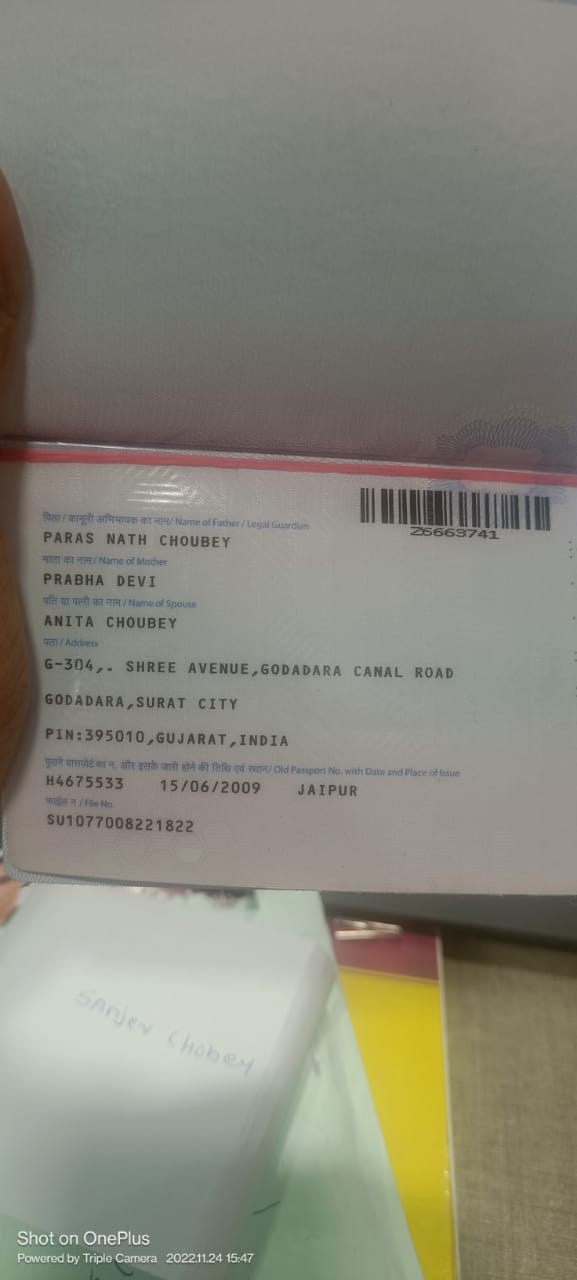 पिता / कानूनी अभिभावक का नाम / Name of Father / Legal Guardian
PARAS NATH CHOUBEY
Z6663741
माता का नाम / Name of Mother
PRABHA DEVI
पति या पत्नी का नाम / Name of Spouse
ANITA CHOUBEY
पता / Address
G-304,. SHREE AVENUE,GODADARA CANAL ROAD
GODADARA,SURAT CITY
PIN:395010,GUJARAT,INDIA
पुराने पासपोर्ट का न. और इसके जारी होने की तिथि एवं स्थान / Old Passport No. with Date and Place of Issue
H4675533 15/06/2009 JAIPUR
फाईल न / File No.
SU1077008221822
SAnjev Chobey
Shot on OnePlus
Powered by Triple Camera 2022.11.24 15:47